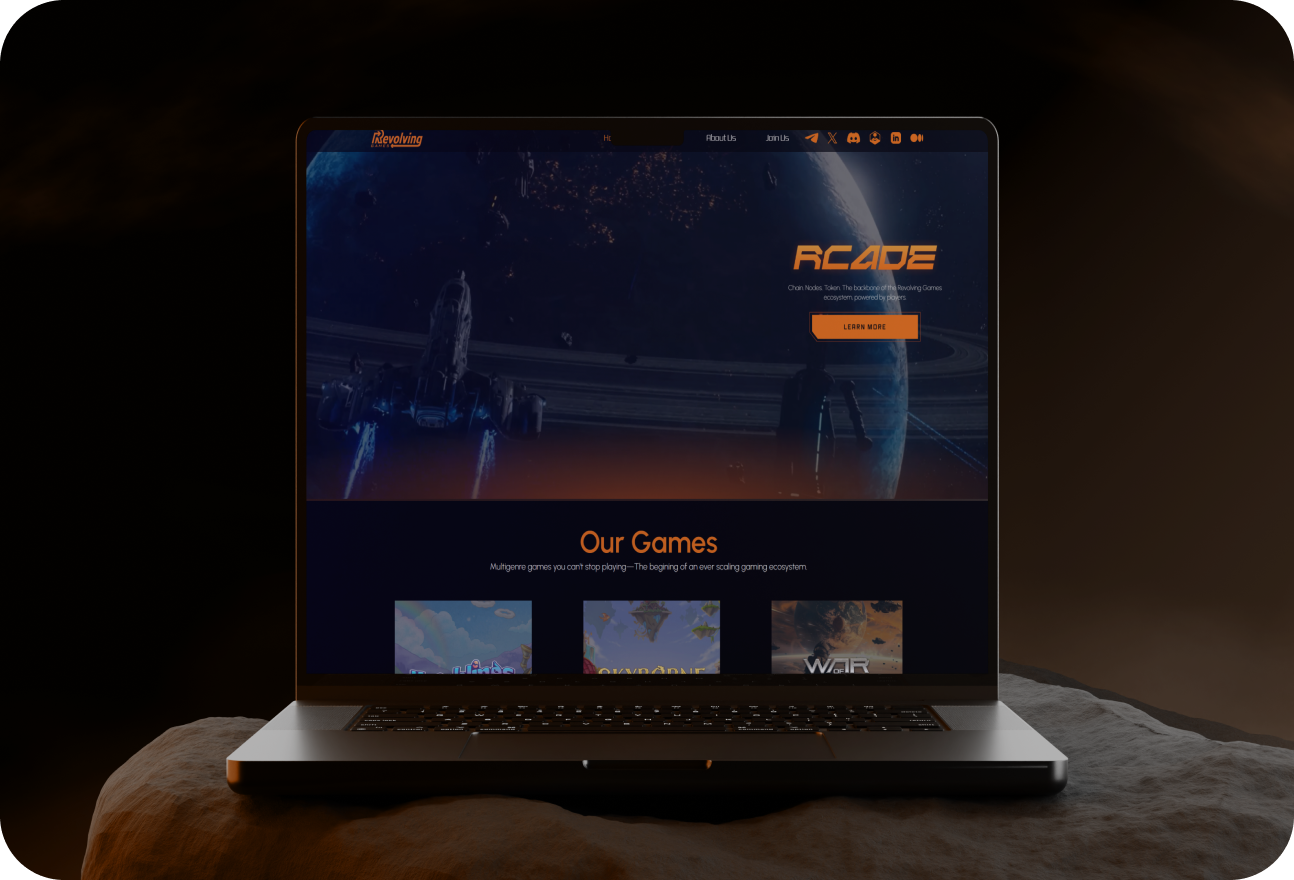 Revolving
GAMES
About Us
Join Us
RCADE
Chain. Nodes. Token. The backbone of the Revolving Games
ecosystem, powered by players.
LEARN MORE
Our Games
Multigenre games you can't stop playing—The begining of an ever scaling gaming ecosystem.
SKYBORNE
WAR
OF